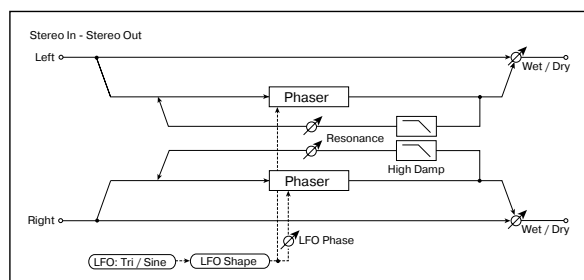 Stereo In - Stereo Out
Left
Wet / Dry
Phaser
Resonance
High Damp
Phaser
Right
Wet / Dry
LFO Phase
LFO: Tri / Sine
LFO Shape